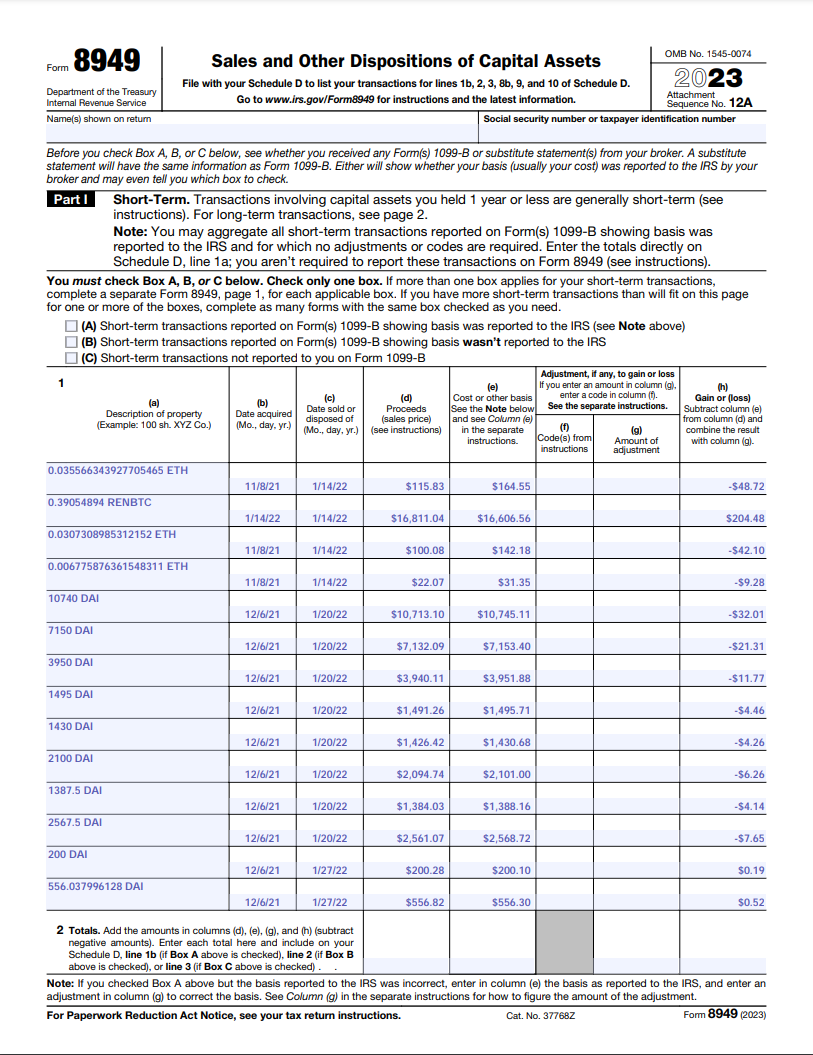 Form 8949
Department of the Treasury
Internal Revenue Service
Sales and Other Dispositions of Capital Assets
File with your Schedule D to list your transactions for lines 1b, 2, 3, 8b, 9, and 10 of Schedule D.
Go to www.irs.gov/Form8949 for instructions and the latest information.
OMB No. 1545-0074
2023
Attachment
Sequence No. 12A
Name(s) shown on return
Social security number or taxpayer identification number
Before you check Box A, B, or C below, see whether you received any Form(s) 1099-B or substitute statement(s) from your broker. A substitute
statement will have the same information as Form 1099-B. Either will show whether your basis (usually your cost) was reported to the IRS by your
broker and may even tell you which box to check.
Part I
Short-Term. Transactions involving capital assets you held 1 year or less are generally short-term (see
instructions). For long-term transactions, see page 2.
Note: You may aggregate all short-term transactions reported on Form(s) 1099-B showing basis was
reported to the IRS and for which no adjustments or codes are required. Enter the totals directly on
Schedule D, line 1a; you aren't required to report these transactions on Form 8949 (see instructions).
You must check Box A, B, or C below. Check only one box. If more than one box applies for your short-term transactions,
complete a separate Form 8949, page 1, for each applicable box. If you have more short-term transactions than will fit on this page
for one or more of the boxes, complete as many forms with the same box checked as you need.
(A) Short-term transactions reported on Form(s) 1099-B showing basis was reported to the IRS (see Note above)
(B) Short-term transactions reported on Form(s) 1099-B showing basis wasn't reported to the IRS
(C) Short-term transactions not reported to you on Form 1099-B
1
(a)
Description of property
(Example: 100 sh. XYZ Co.)
(b)
Date acquired
(Mo., day, yr.)
(c)
Date sold or
disposed of
(Mo., day, yr.)
(d)
Proceeds
(sales price)
(see instructions)
(e)
Cost or other basis
See the Note below
and see Column (e)
in the separate
instructions.
Adjustment, if any, to gain or loss
If you enter an amount in column (g),
enter a code in column (f).
See the separate instructions.
(f)
Code(s) from
instructions
(g)
Amount of
adjustment
(h)
Gain or (loss)
Subtract column (e)
from column (d) and
combine the result
with column (g).
0.035566343927705465 ETH
11/8/21 1/14/22 $115.83 $164.55 -$48.72
0.39054894 RENBTC
1/14/22 1/14/22 $16,811.04 $16,606.56 $204.48
0.0307308985312152 ETH
11/8/21 1/14/22 $100.08 $142.18 -$42.10
0.006775876361548311 ETH
11/8/21 1/14/22 $22.07 $31.35 -$9.28
10740 DAI
12/6/21 1/20/22 $10,713.10 $10,745.11 -$32.01
7150 DAI
12/6/21 1/20/22 $7,132.09 $7,153.40 -$21.31
3950 DAI
12/6/21 1/20/22 $3,940.11 $3,951.88 -$11.77
1495 DAI
12/6/21 1/20/22 $1,491.26 $1,495.71 -$4.46
1430 DAI
12/6/21 1/20/22 $1,426.42 $1,430.68 -$4.26
2100 DAI
12/6/21 1/20/22 $2,094.74 $2,101.00 -$6.26
1387.5 DAI
12/6/21 1/20/22 $1,384.03 $1,388.16 -$4.14
2567.5 DAI
12/6/21 1/20/22 $2,561.07 $2,568.72 -$7.65
200 DAI
12/6/21 1/27/22 $200.28 $200.10 $0.19
556.037996128 DAI
12/6/21 1/27/22 $556.82 $556.30 $0.52
2 Totals. Add the amounts in columns (d), (e), (g), and (h) (subtract
negative amounts). Enter each total here and include on your
Schedule D, line 1b (if Box A above is checked), line 2 (if Box B
above is checked), or line 3 (if Box C above is checked) . .
Note: If you checked Box A above but the basis reported to the IRS was incorrect, enter in column (e) the basis as reported to the IRS, and enter an
adjustment in column (g) to correct the basis. See Column (g) in the separate instructions for how to figure the amount of the adjustment.
For Paperwork Reduction Act Notice, see your tax return instructions.
Cat. No. 37768Z
Form 8949 (2023)